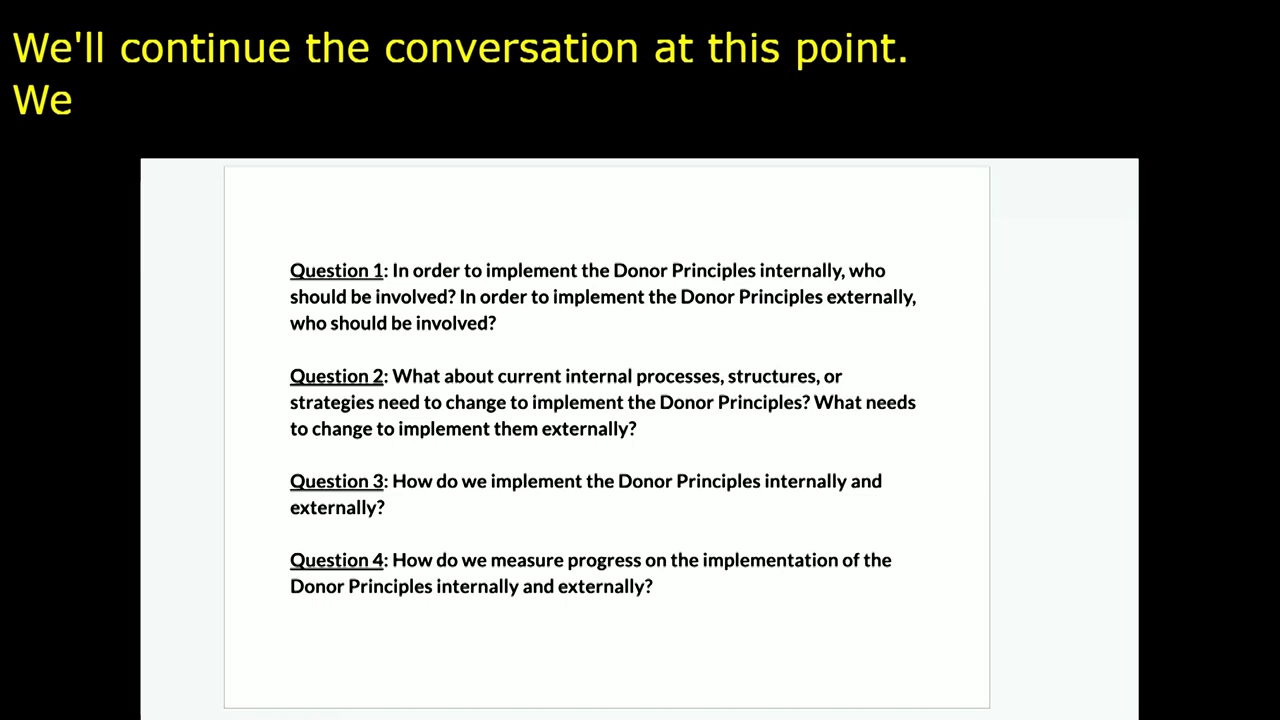 We'll continue the conversation at this point.
We
Question 1: In order to implement the Donor Principles internally, who
should be involved? In order to implement the Donor Principles externally,
who should be involved?
Question 2: What about current internal processes, structures, or
strategies need to change to implement the Donor Principles? What needs
to change to implement them externally?
Question 3: How do we implement the Donor Principles internally and
externally?
Question 4: How do we measure progress on the implementation of the
Donor Principles internally and externally?